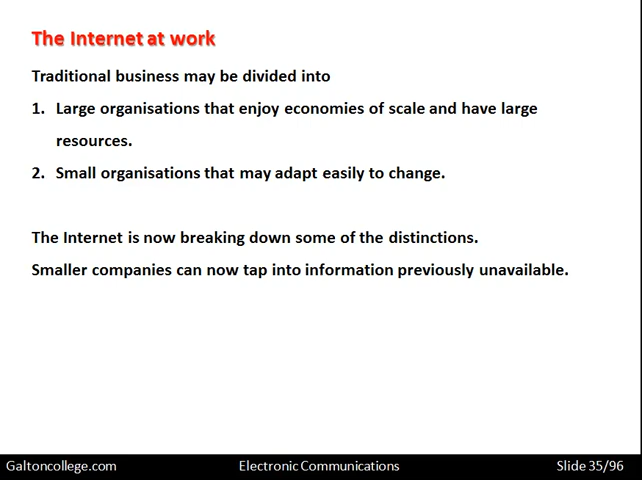 The Internet at work
Traditional business may be divided into
1. Large organisations that enjoy economies of scale and have large
resources.
2. Small organisations that may adapt easily to change.
The Internet is now breaking down some of the distinctions.
Smaller companies can now tap into information previously unavailable.
Galtoncollege.com Electronic Communications Slide 35/96